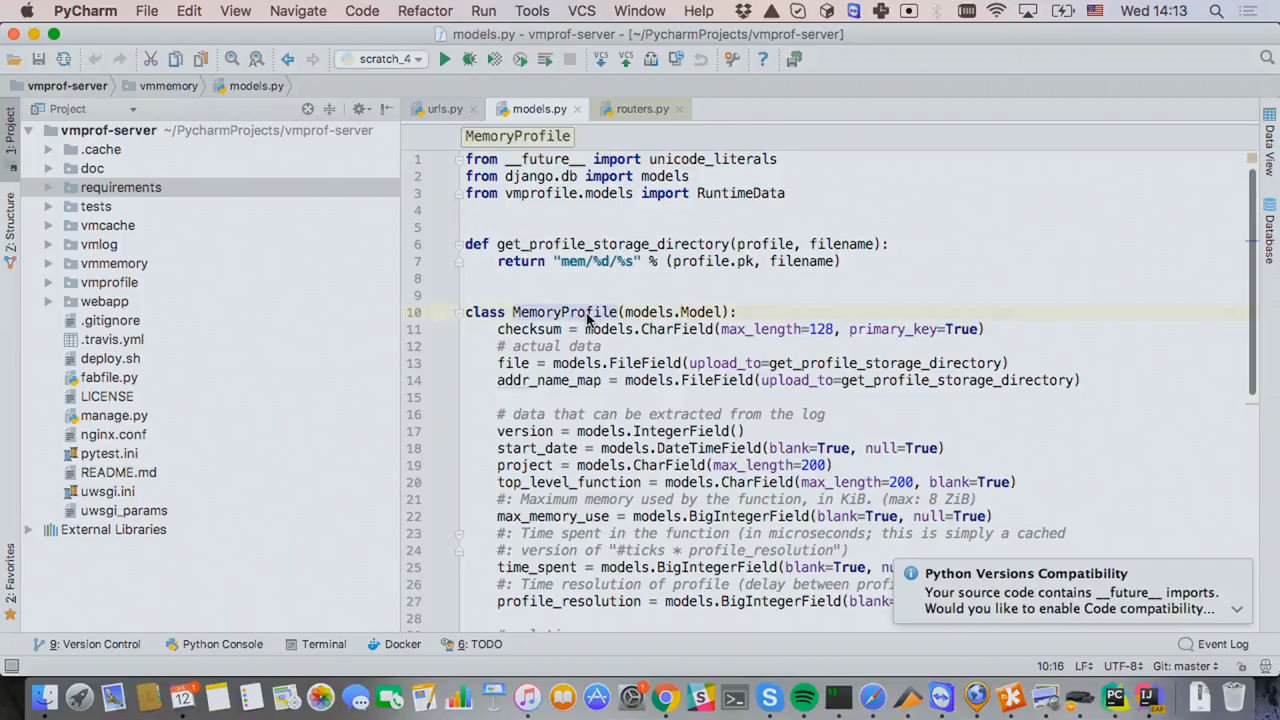 PyCharm File Edit View Navigate Code Refactor Run Tools VCS Window Help Wed 14:13
models.py - vmprof-server - [~/PycharmProjects/vmprof-server]
scratch_4
vmprof-server vmmemory models.py
Project
urls.py models.py routers.py
1: Project
Z: Structure
2: Favorites
Data View
Database
vmprof-server ~/PycharmProjects/vmprof-server
.cache
doc
requirements
tests
vmcache
vmlog
vmmemory
vmprofile
webapp
.gitignore
.travis.yml
deploy.sh
fabfile.py
LICENSE
manage.py
nginx.conf
pytest.ini
README.md
uwsgi.ini
uwsgi_params
External Libraries
MemoryProfile
1 from __future__ import unicode_literals
2 from django.db import models
3 from vmprofile.models import RuntimeData
4
5
6 def get_profile_storage_directory(profile, filename):
7 return "mem/%d/%s" % (profile.pk, filename)
8
9
10 class MemoryProfile(models.Model):
11 checksum = models.CharField(max_length=128, primary_key=True)
12 # actual data
13 file = models.FileField(upload_to=get_profile_storage_directory)
14 addr_name_map = models.FileField(upload_to=get_profile_storage_directory)
15
16 # data that can be extracted from the log
17 version = models.IntegerField()
18 start_date = models.DateTimeField(blank=True, null=True)
19 project = models.CharField(max_length=200)
20 top_level_function = models.CharField(max_length=200, blank=True)
21 #: Maximum memory used by the function, in KiB. (max: 8 ZiB)
22 max_memory_use = models.BigIntegerField(blank=True, null=True)
23 #: Time spent in the function (in microseconds; this is simply a cached
24 #: version of "#ticks * profile_resolution")
25 time_spent = models.BigIntegerField(blank=True, nu
26 #: Time resolution of profile (delay between prof
27 profile_resolution = models.BigIntegerField(blank=
28
Python Versions Compatibility
Your source code contains __future__ imports.
Would you like to enable Code compatibility...
9: Version Control Python Console Terminal Docker 6: TODO Event Log
10:16 LF÷ UTF-8÷ Git: master÷